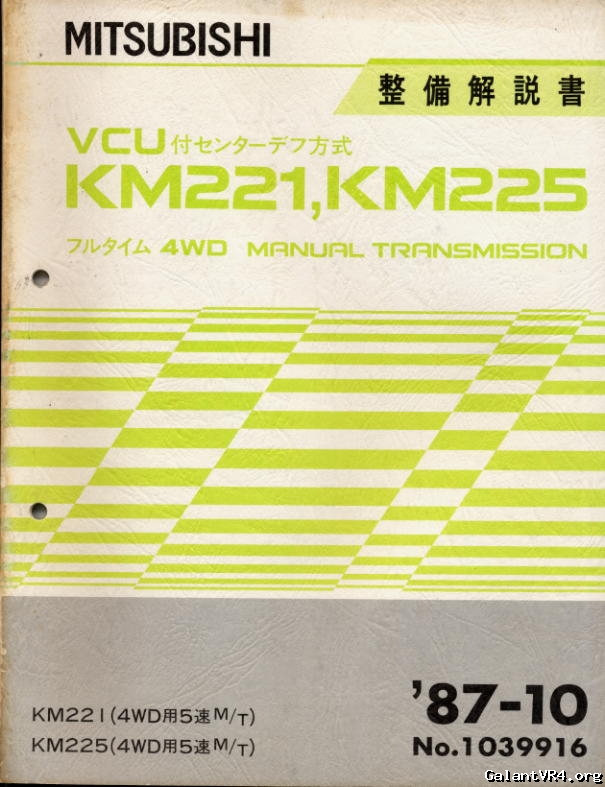 MITSUBISHI
整備解説書
VCU付センターデフ方式
KM221,KM225
フルタイム 4WD MANUAL TRANSMISSION
KM221(4WD用5速M/T)
KM225(4WD用5速M/T)
'87-10
No.1039916
GalantVR4.org